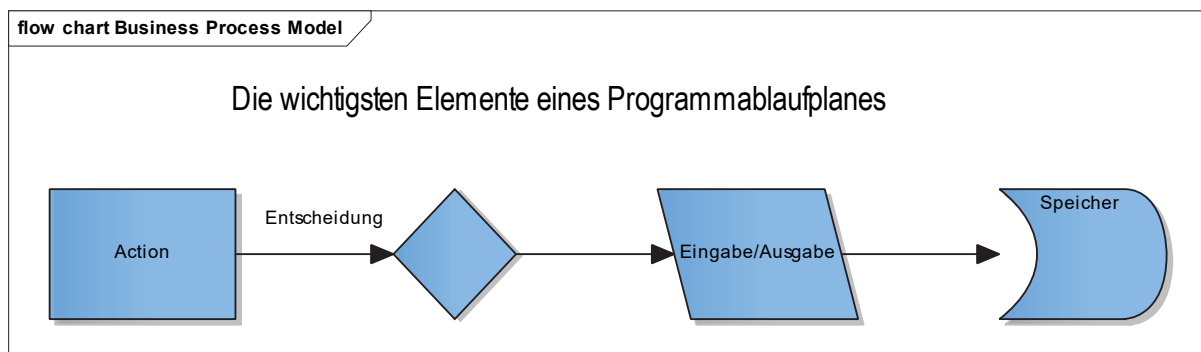 flow chart Business Process Model
Die wichtigsten Elemente eines Programmablaufplanes
Action
Entscheidung
Eingabe/Ausgabe
Speicher